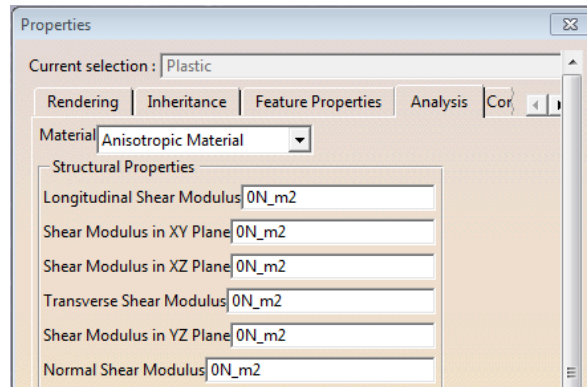 Properties
Current selection : Plastic
Rendering Inheritance Feature Properties Analysis Cor
Material Anisotropic Material
Structural Properties
Longitudinal Shear Modulus 0N_m2
Shear Modulus in XY Plane 0N_m2
Shear Modulus in XZ Plane 0N_m2
Transverse Shear Modulus 0N_m2
Shear Modulus in YZ Plane 0N_m2
Normal Shear Modulus 0N_m2